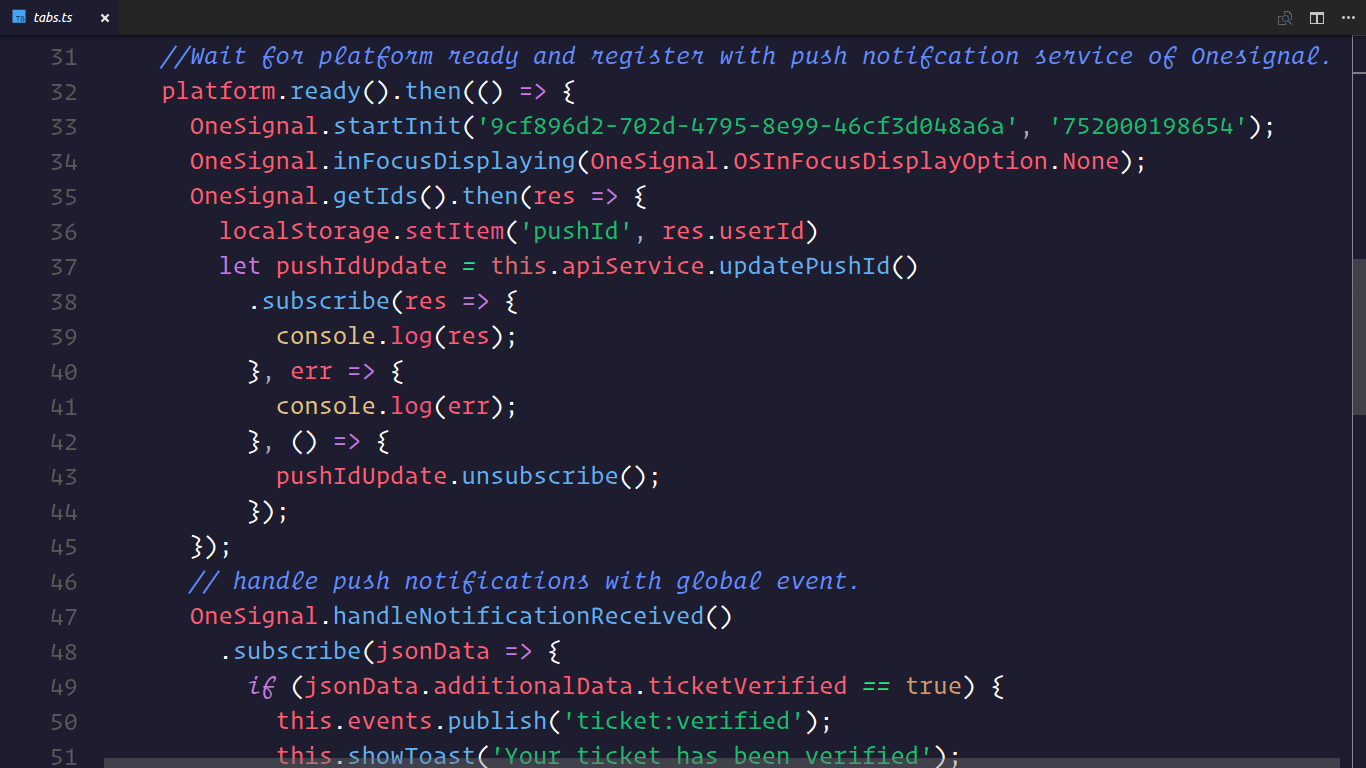 tabs.ts
31 //Wait for platform ready and register with push notifcation service of Onesignal.
32 platform.ready().then(() => {
33 OneSignal.startInit('9cf896d2-702d-4795-8e99-46cf3d048a6a', '752000198654');
34 OneSignal.inFocusDisplaying(OneSignal.OSInFocusDisplayOption.None);
35 OneSignal.getIds().then(res => {
36 localStorage.setItem('pushId', res.userId)
37 let pushIdUpdate = this.apiService.updatePushId()
38 .subscribe(res => {
39 console.log(res);
40 }, err => {
41 console.log(err);
42 }, () => {
43 pushIdUpdate.unsubscribe();
44 });
45 });
46 // handle push notifications with global event.
47 OneSignal.handleNotificationReceived()
48 .subscribe(jsonData => {
49 if (jsonData.additionalData.ticketVerified == true) {
50 this.events.publish('ticket:verified');
51 this.showToast('Your ticket has been verified');